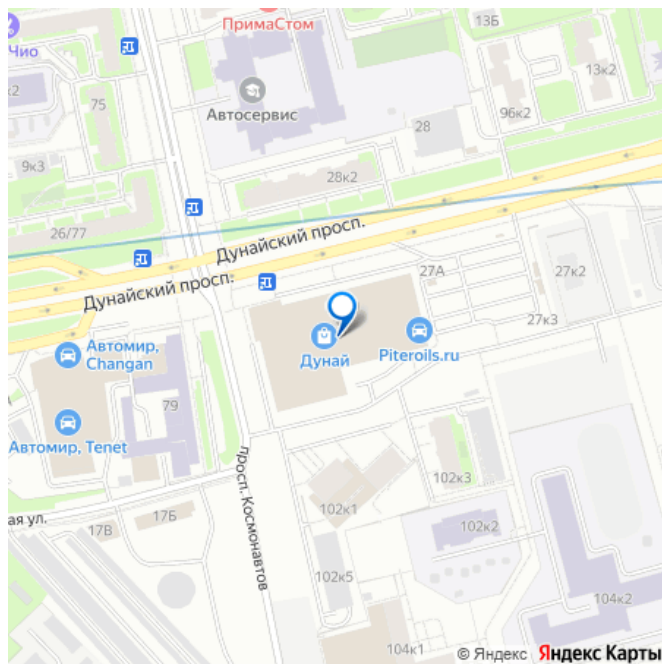 ПримаСтом
13Б
Чио
к2
75
Автосервис
13к2
96к2
28
9к3
28к2
26/77
Дунайский просп.
Дунайский просп.
27А
27к2
27к3
Автомир,
Changan
Дунай
Piteroils.ru
79
Автомир, Tenet
просп. Космонавтов
102к3
ая ул.
17В
17Б
102к1
102к2
102к5
104к2
104к1
© Яндекс Яндекс Карты